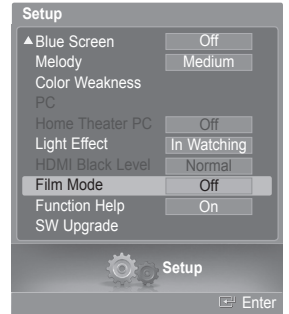 Setup
▲Blue Screen Off
Melody Medium
Color Weakness
PC
Home Theater PC Off
Light Effect In Watching
HDMI Black Level Normal
Film Mode Off
Function Help On
SW Upgrade
Setup
Enter